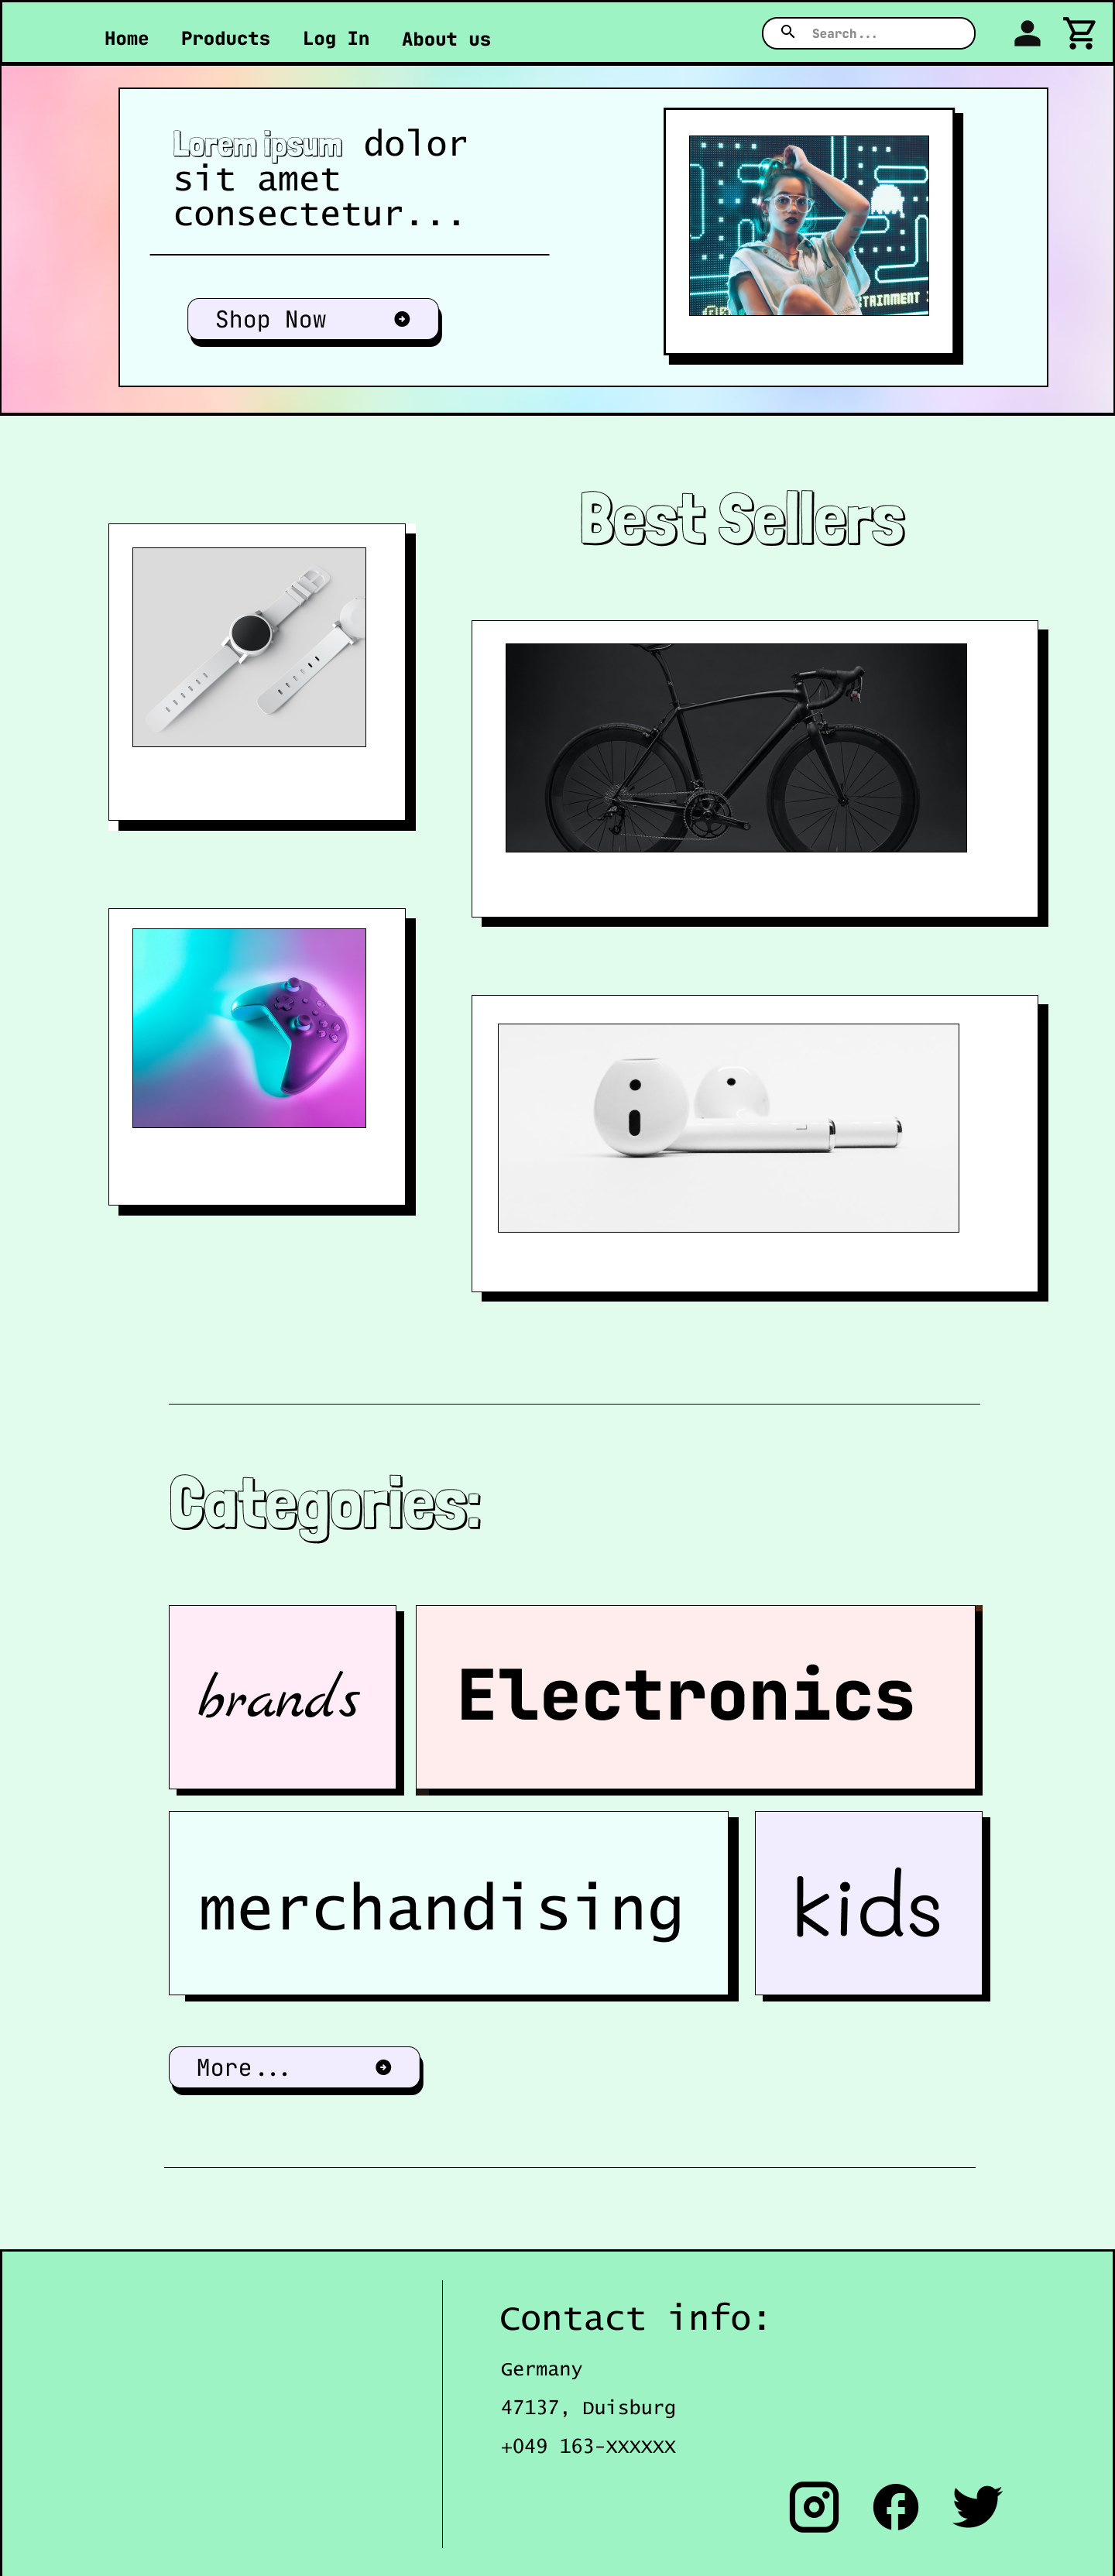 Home Products Log In About us Search...
Lorem ipsum dolor
sit amet
consectetur...
Shop Now
Best Sellers
Categories:
brands
Electronics
merchandising
kids
More...
Contact info:
Germany
47137, Duisburg
+049 163-XXXXXX